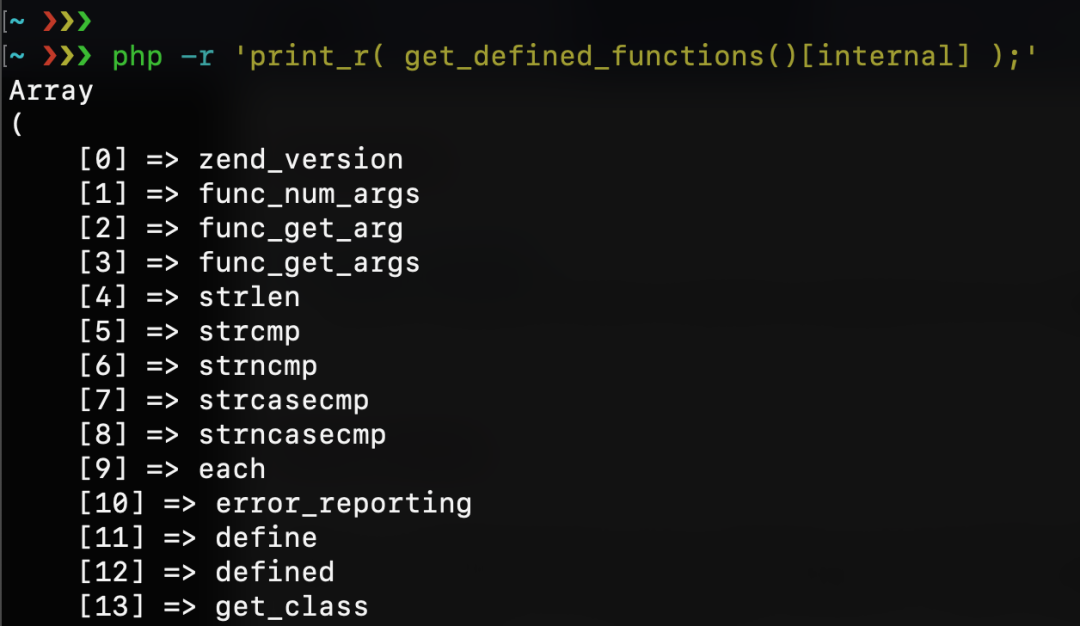 [~ ❯❯❯
[~ ❯❯❯ php -r 'print_r( get_defined_functions()[internal] );'
Array
(
    [0] => zend_version
    [1] => func_num_args
    [2] => func_get_arg
    [3] => func_get_args
    [4] => strlen
    [5] => strcmp
    [6] => strncmp
    [7] => strcasecmp
    [8] => strncasecmp
    [9] => each
    [10] => error_reporting
    [11] => define
    [12] => defined
    [13] => get_class